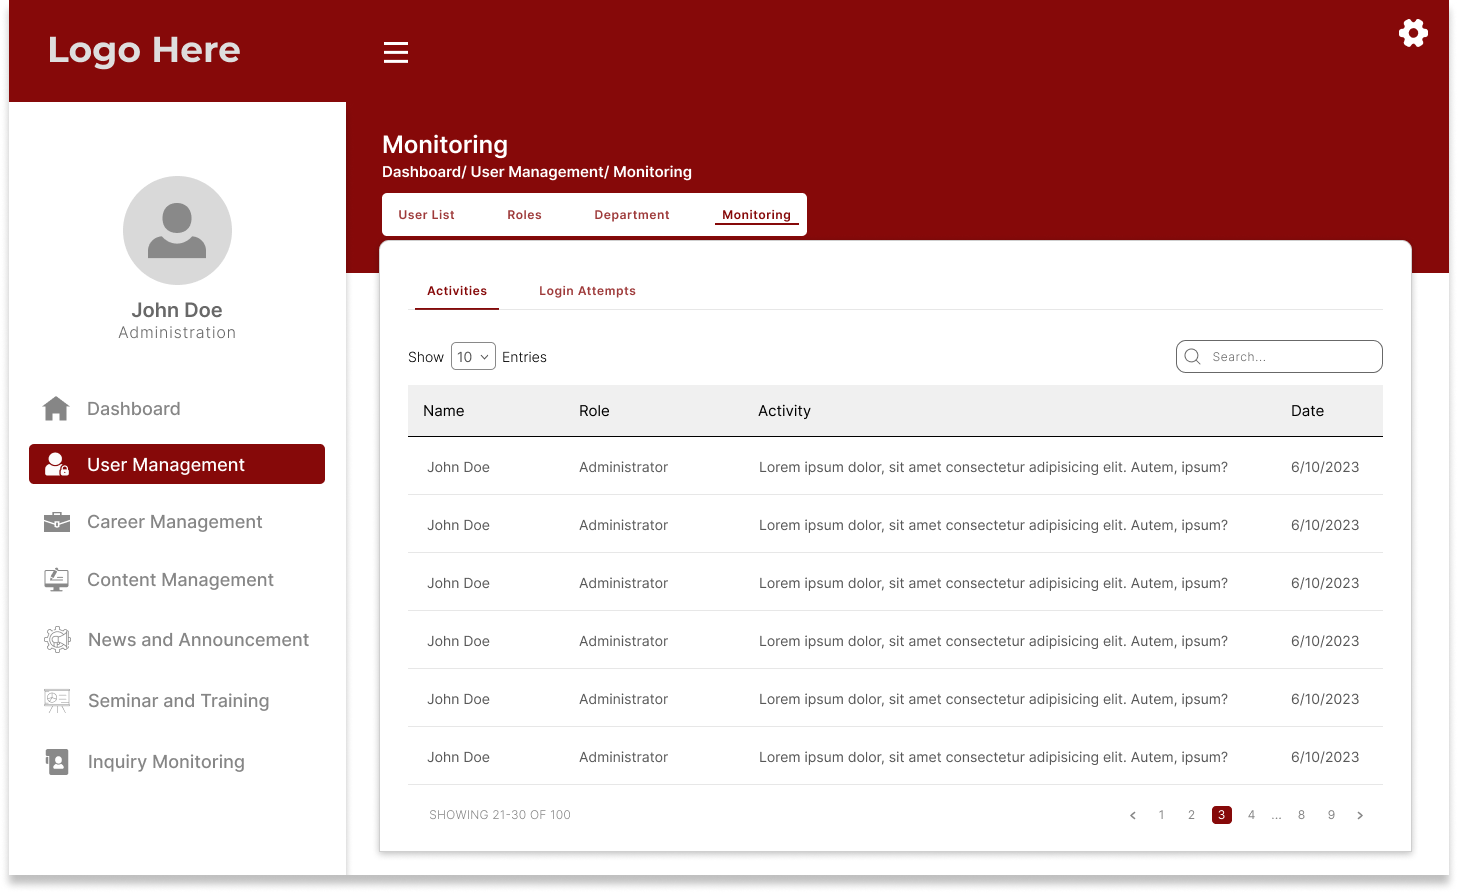 Logo Here
Monitoring
Dashboard/ User Management/ Monitoring
User List Roles Department Monitoring
John Doe
Administration
Dashboard
User Management
Career Management
Content Management
News and Announcement
Seminar and Training
Inquiry Monitoring
Activities Login Attempts
Show 10 Entries Search...
Name Role Activity Date
John Doe Administrator Lorem ipsum dolor, sit amet consectetur adipisicing elit. Autem, ipsum? 6/10/2023
John Doe Administrator Lorem ipsum dolor, sit amet consectetur adipisicing elit. Autem, ipsum? 6/10/2023
John Doe Administrator Lorem ipsum dolor, sit amet consectetur adipisicing elit. Autem, ipsum? 6/10/2023
John Doe Administrator Lorem ipsum dolor, sit amet consectetur adipisicing elit. Autem, ipsum? 6/10/2023
John Doe Administrator Lorem ipsum dolor, sit amet consectetur adipisicing elit. Autem, ipsum? 6/10/2023
John Doe Administrator Lorem ipsum dolor, sit amet consectetur adipisicing elit. Autem, ipsum? 6/10/2023
SHOWING 21-30 OF 100 < 1 2 3 4 ... 8 9 >